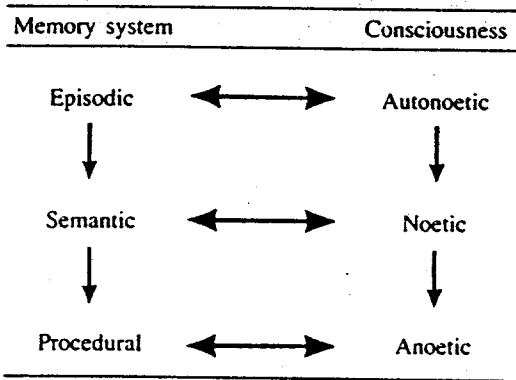 Memory system Consciousness
Episodic Autonoetic
Semantic Noetic
Procedural Anoetic